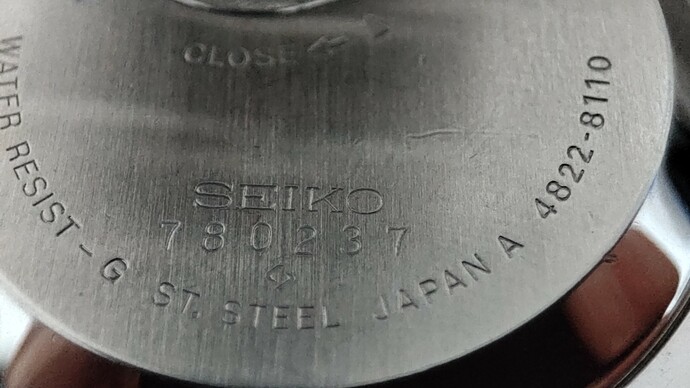 CLOSE
SEIKO
780237
WATER RESIST-G ST. STEEL JAPAN A 4822-8110